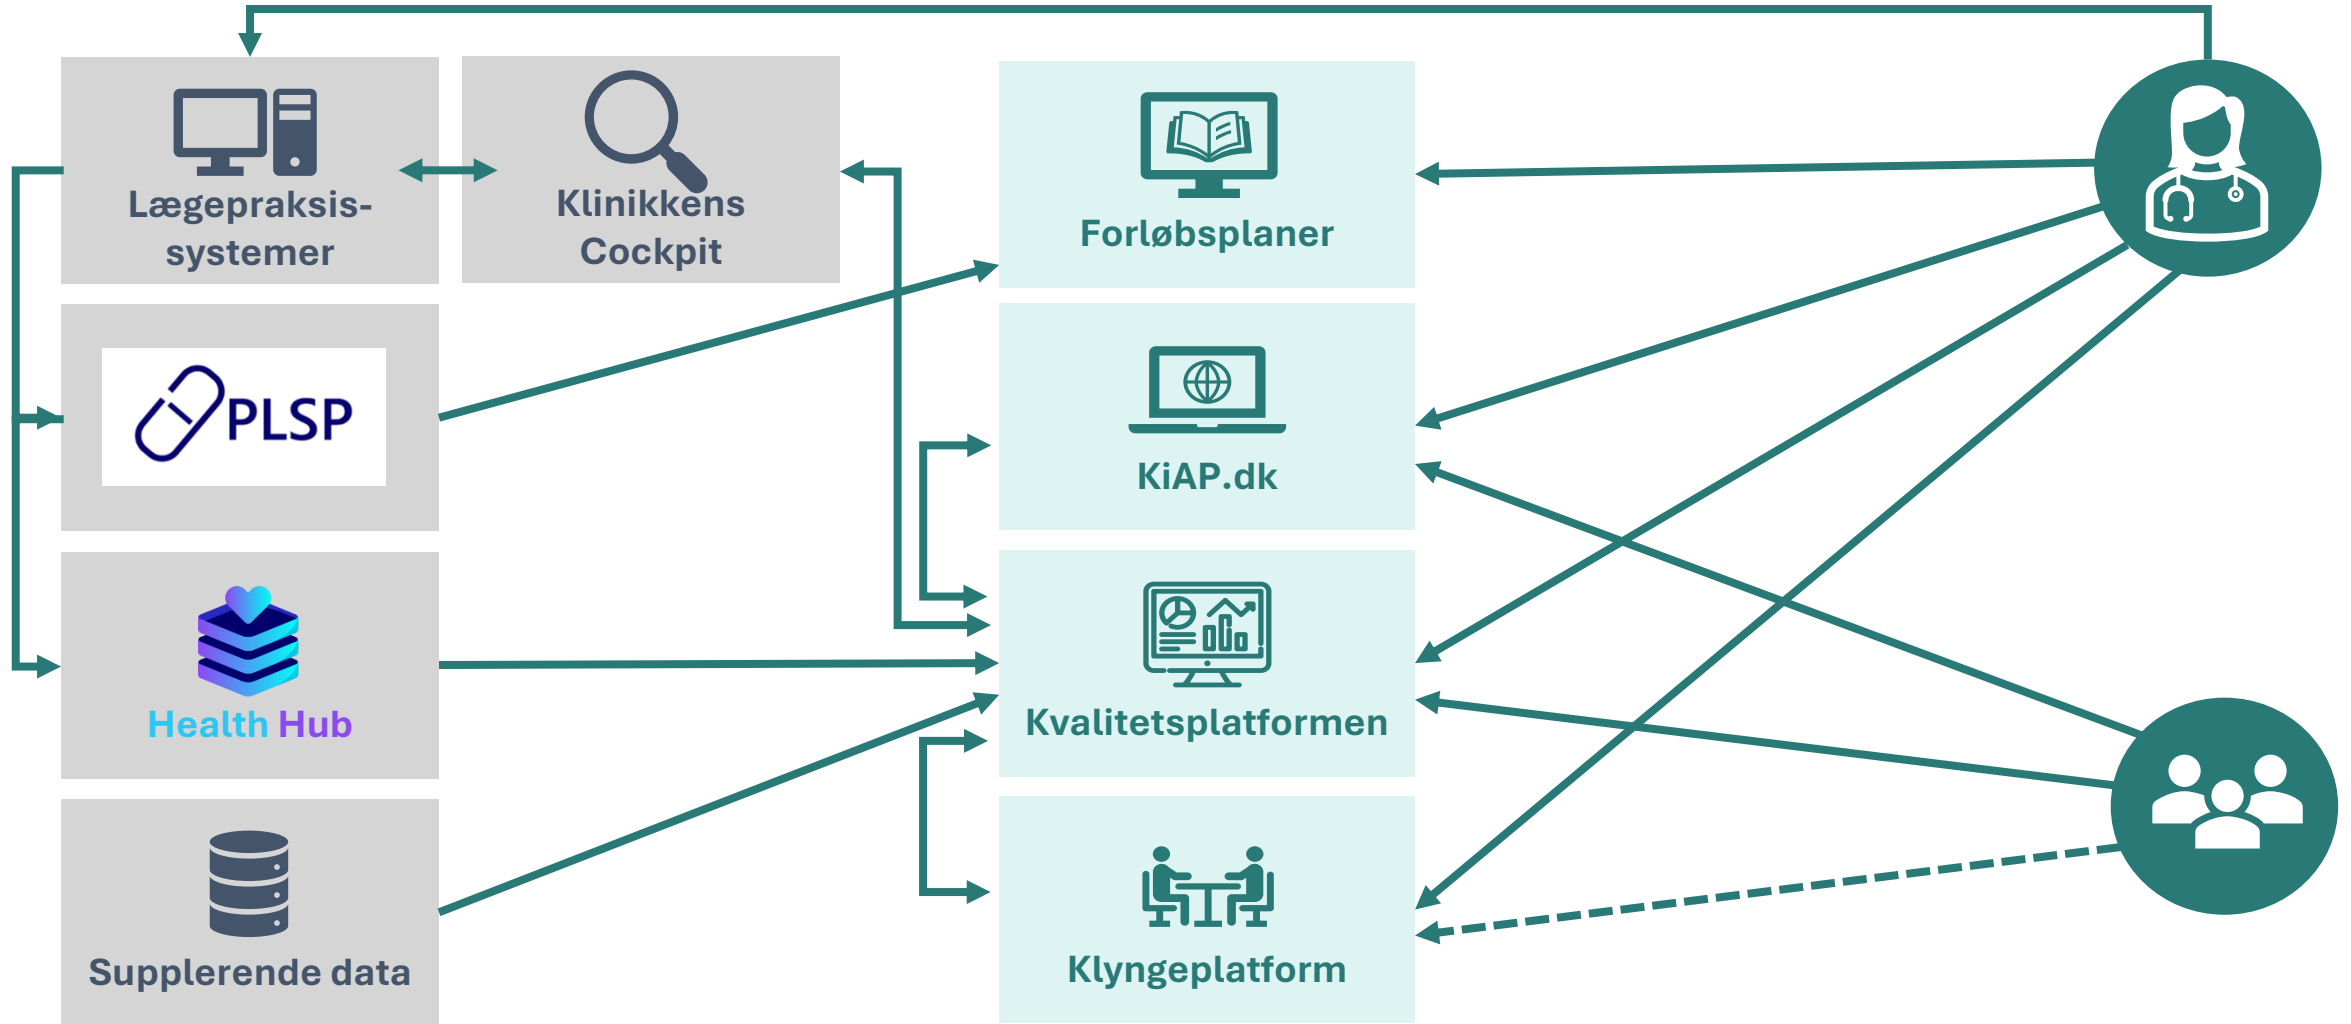 Lægepraksis-
systemer
Klinikkens
Cockpit
Forløbsplaner
PLSP
KiAP.dk
Health Hub
Kvalitetsplatformen
Supplerende data
Klyngeplatform